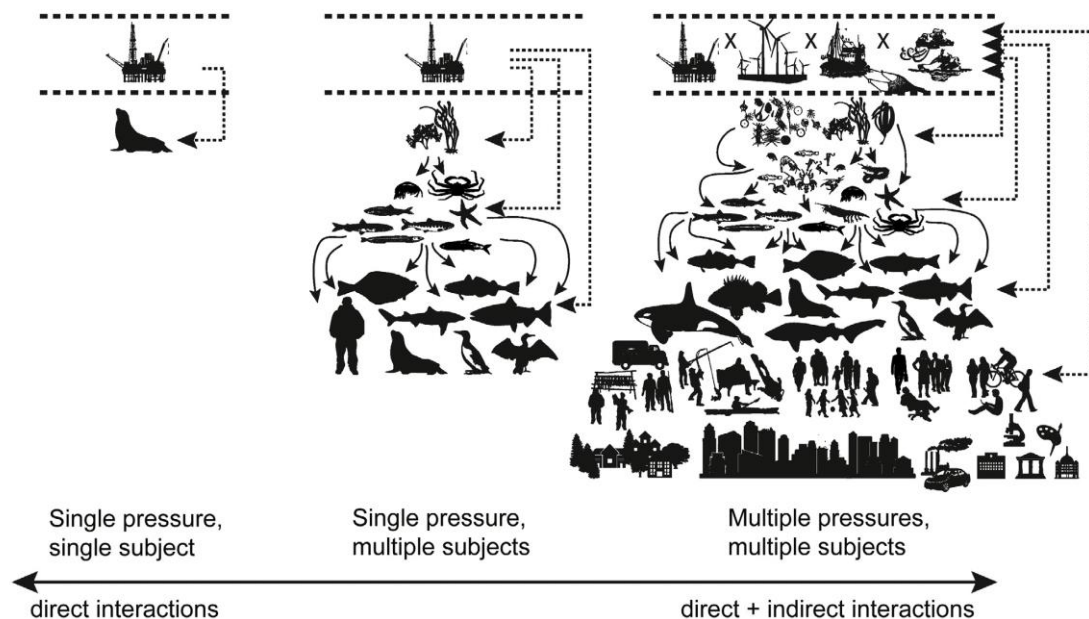 X X X
Single pressure,
single subject
Single pressure,
multiple subjects
Multiple pressures,
multiple subjects
direct interactions
direct + indirect interactions